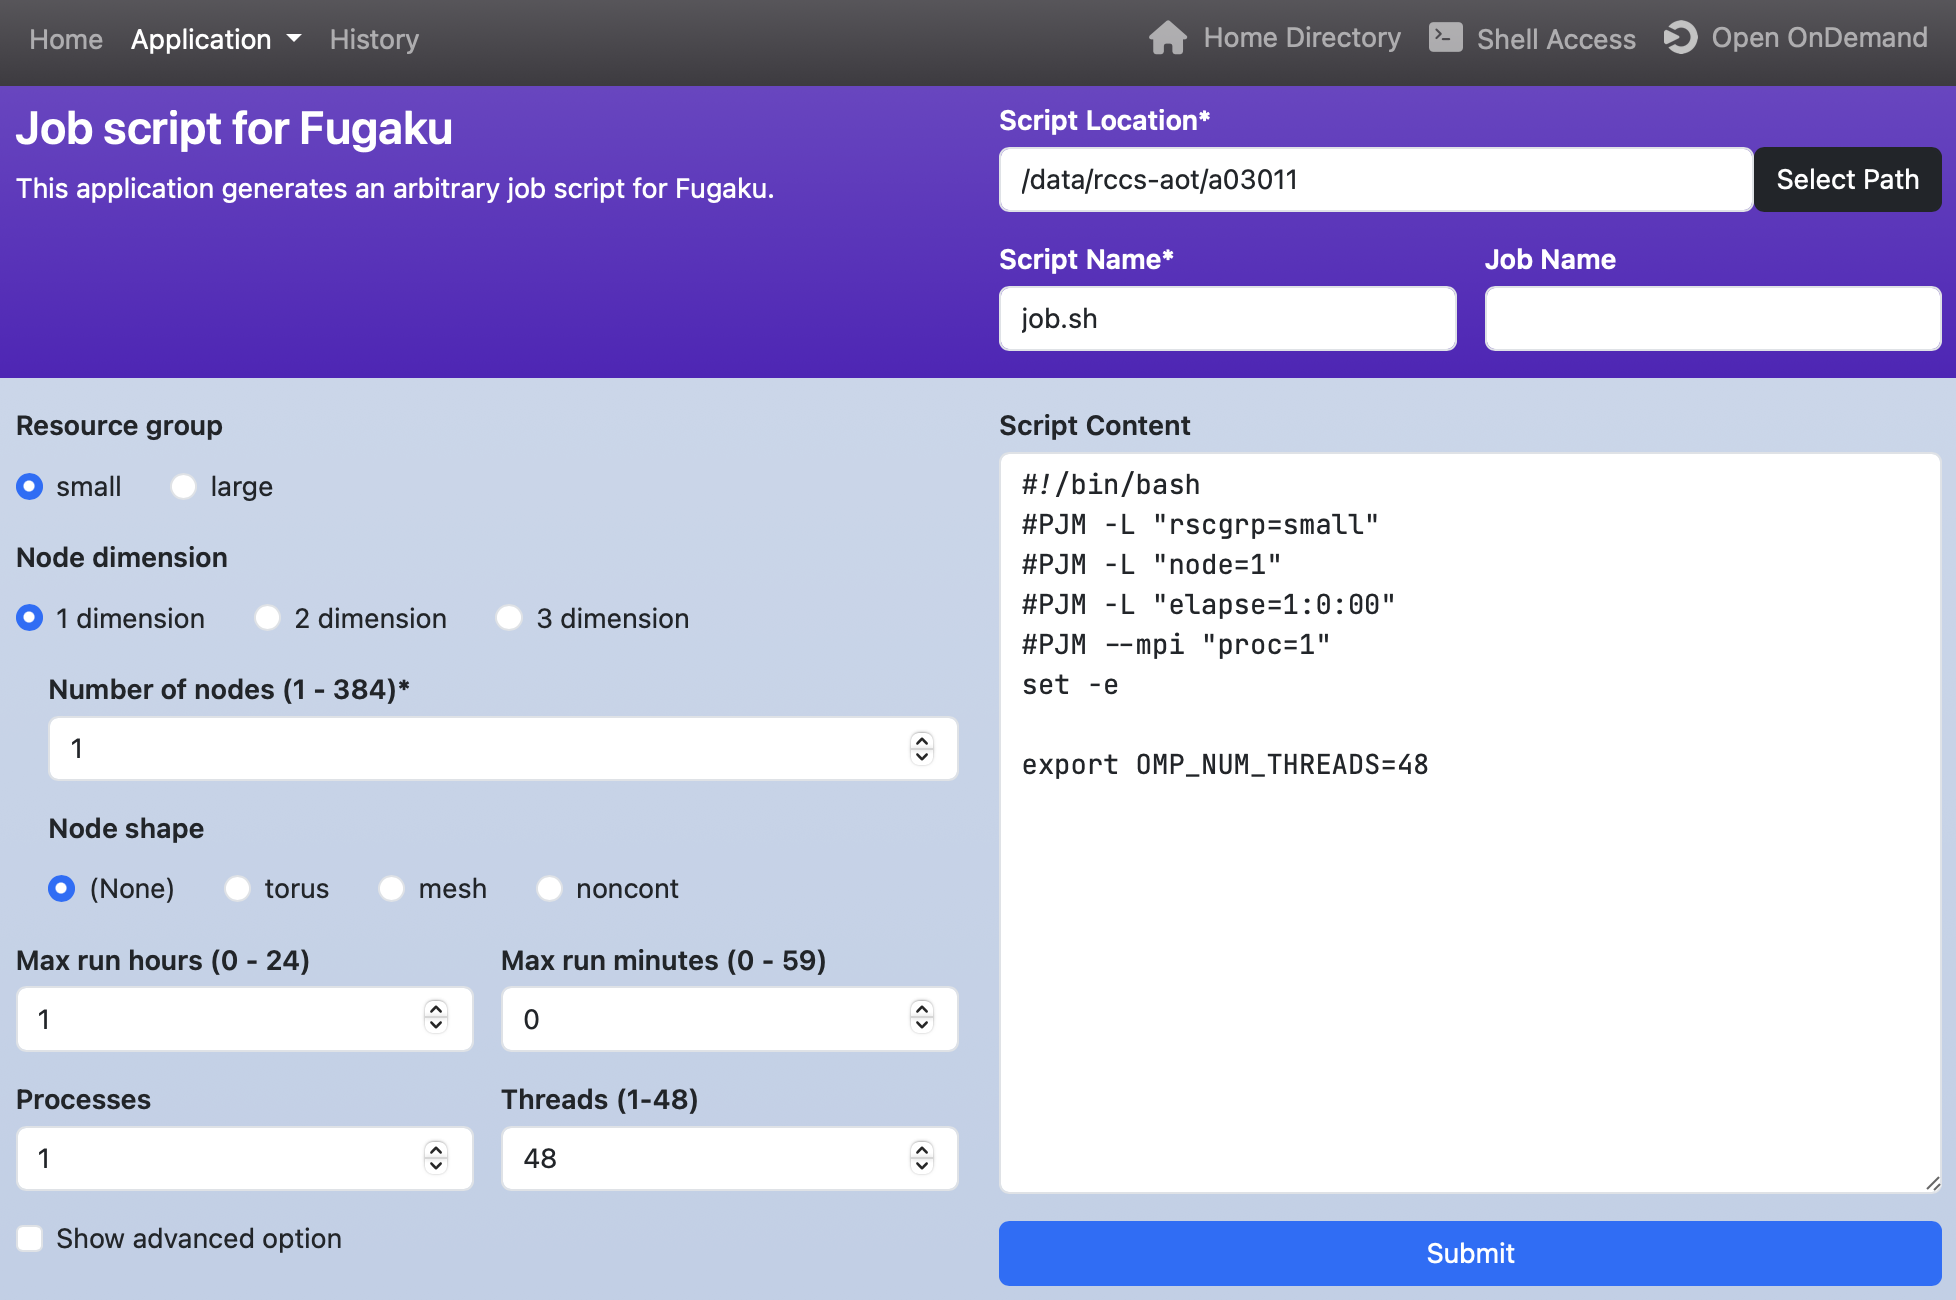 Home Application History Home Directory Shell Access Open OnDemand
Job script for Fugaku
This application generates an arbitrary job script for Fugaku.
Script Location*
/data/rccs-aot/a03011 Select Path
Script Name* Job Name
job.sh
Resource group
small large
Node dimension
1 dimension 2 dimension 3 dimension
Number of nodes (1 - 384)*
1
Node shape
(None) torus mesh noncont
Max run hours (0 - 24) Max run minutes (0 - 59)
1 0
Processes Threads (1-48)
1 48
Show advanced option
Script Content
#!/bin/bash
#PJM -L "rscgrp=small"
#PJM -L "node=1"
#PJM -L "elapse=1:0:00"
#PJM --mpi "proc=1"
set -e
export OMP_NUM_THREADS=48
Submit